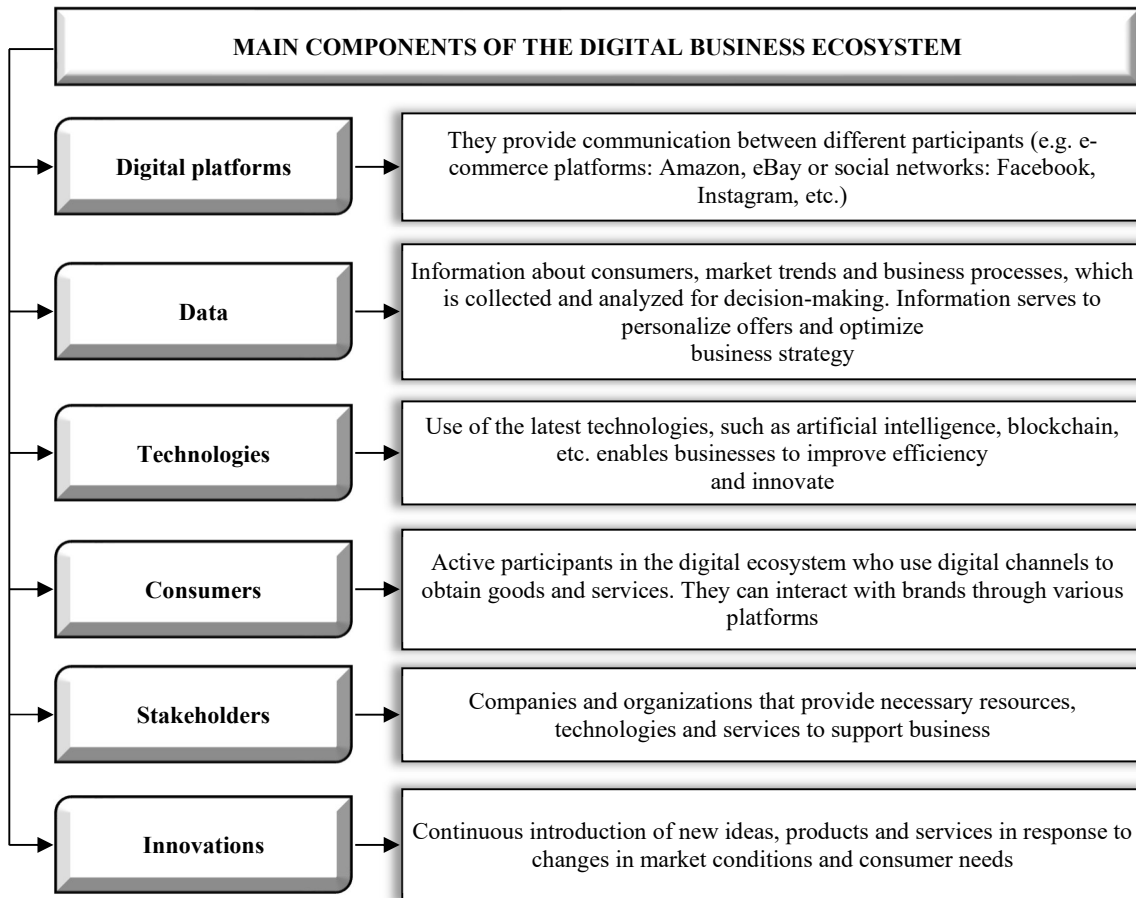 MAIN COMPONENTS OF THE DIGITAL BUSINESS ECOSYSTEM
Digital platforms
They provide communication between different participants (e.g. e-
commerce platforms: Amazon, eBay or social networks: Facebook,
Instagram, etc.)
Data
Information about consumers, market trends and business processes, which
is collected and analyzed for decision-making. Information serves to
personalize offers and optimize
business strategy
Technologies
Use of the latest technologies, such as artificial intelligence, blockchain,
etc. enables businesses to improve efficiency
and innovate
Consumers
Active participants in the digital ecosystem who use digital channels to
obtain goods and services. They can interact with brands through various
platforms
Stakeholders
Companies and organizations that provide necessary resources,
technologies and services to support business
Innovations
Continuous introduction of new ideas, products and services in response to
changes in market conditions and consumer needs